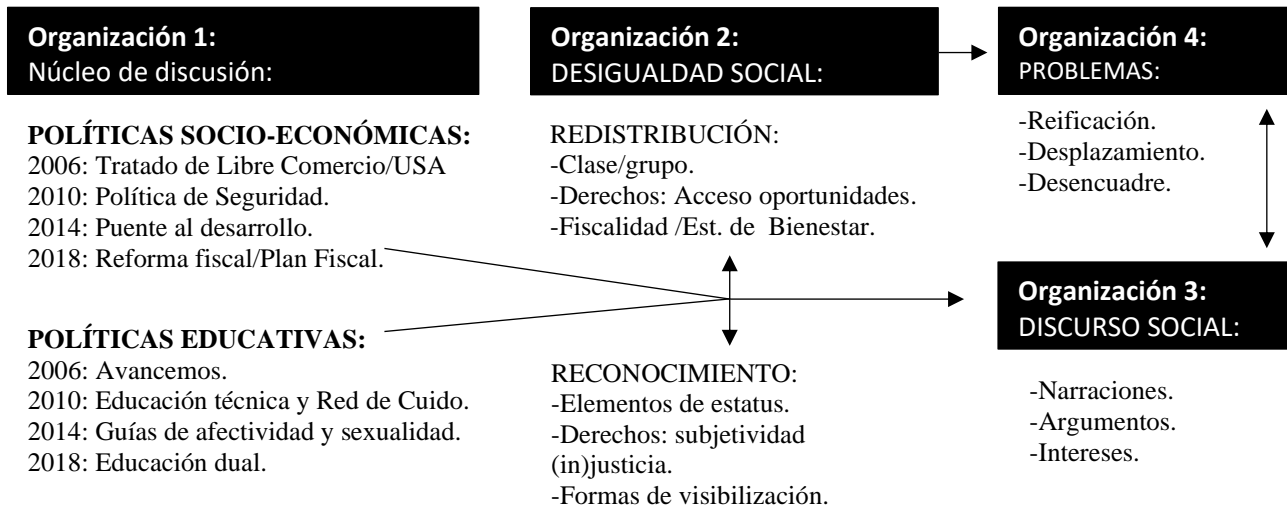 Organización 1:
Núcleo de discusión:
POLÍTICAS SOCIO-ECONÓMICAS:
2006: Tratado de Libre Comercio/USA
2010: Política de Seguridad.
2014: Puente al desarrollo.
2018: Reforma fiscal/Plan Fiscal.
POLÍTICAS EDUCATIVAS:
2006: Avancemos.
2010: Educación técnica y Red de Cuido.
2014: Guías de afectividad y sexualidad.
2018: Educación dual.
Organización 2:
DESIGUALDAD SOCIAL:
REDISTRIBUCIÓN:
-Clase/grupo.
-Derechos: Acceso oportunidades.
-Fiscalidad /Est. de Bienestar.
RECONOCIMIENTO:
-Elementos de estatus.
-Derechos: subjetividad
(in)justicia.
-Formas de visibilización.
Organización 4:
PROBLEMAS:
-Reificación.
-Desplazamiento.
-Desencuadre.
Organización 3:
DISCURSO SOCIAL:
-Narraciones.
-Argumentos.
-Intereses.